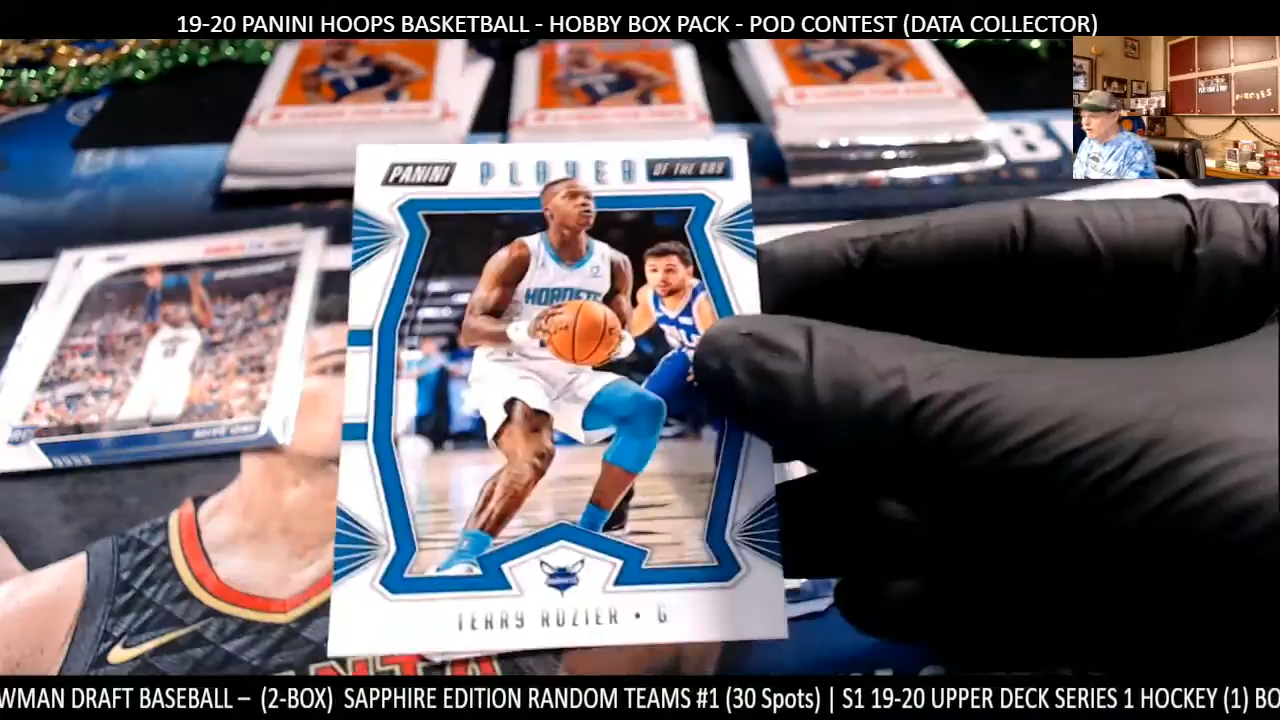 19-20 PANINI HOOPS BASKETBALL - HOBBY BOX PACK - POD CONTEST (DATA COLLECTOR)
PANINI PLAYER OF THE DAY
HORNETS
TERRY ROZIER • G
WMAN DRAFT BASEBALL – (2-BOX) SAPPHIRE EDITION RANDOM TEAMS #1 (30 Spots) | S1 19-20 UPPER DECK SERIES 1 HOCKEY (1) BO